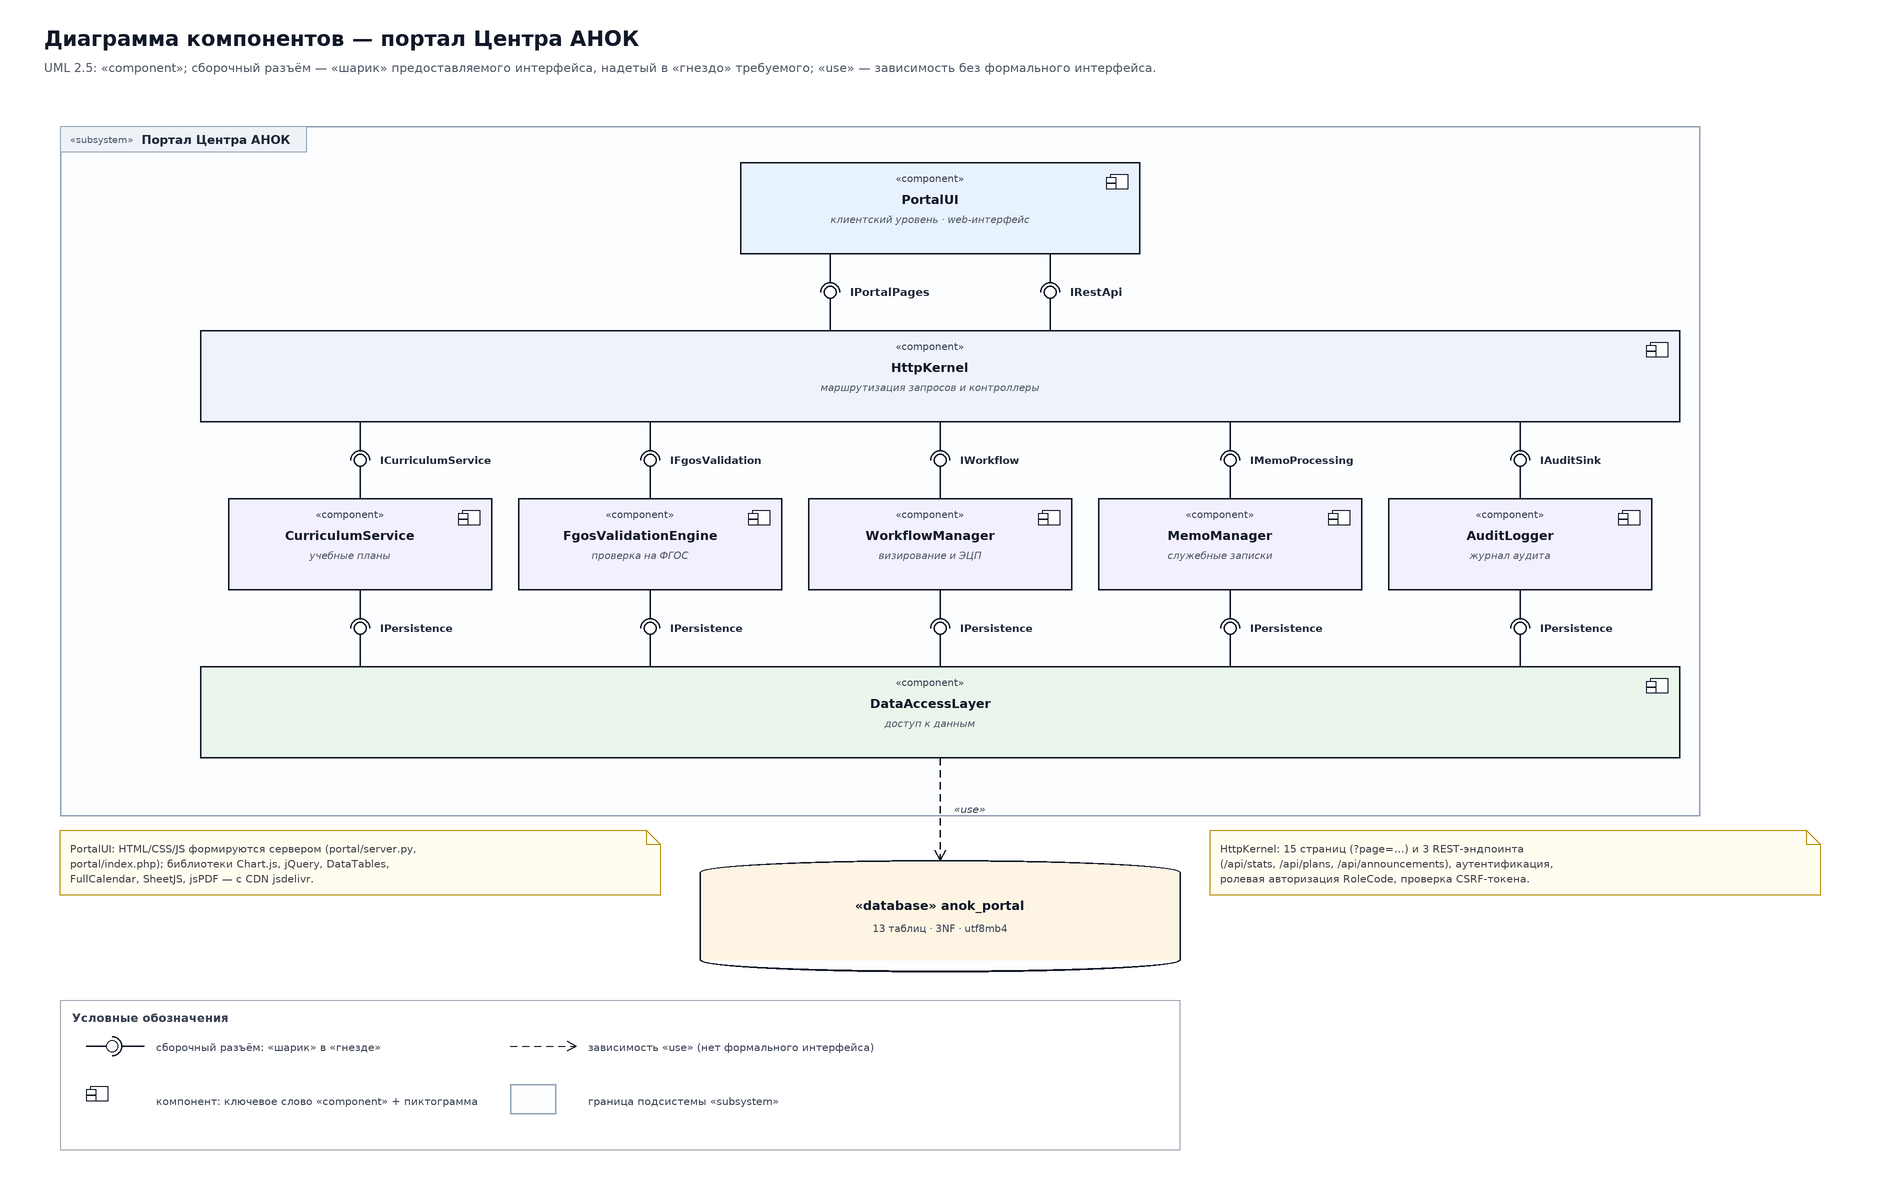 Диаграмма компонентов — портал Центра АНОК
UML 2.5: «component»; сборочный разъём — «шарик» предоставляемого интерфейса, надетый в «гнездо» требуемого; «use» — зависимость без формального интерфейса.
«subsystem» Портал Центра АНОК
«component»
PortalUI
клиентский уровень · web-интерфейс
IPortalPages
IRestApi
«component»
HttpKernel
маршрутизация запросов и контроллеры
ICurriculumService
IFgosValidation
IWorkflow
IMemoProcessing
IAuditSink
«component»
CurriculumService
учебные планы
«component»
FgosValidationEngine
проверка на ФГОС
«component»
WorkflowManager
визирование и ЭЦП
«component»
MemoManager
служебные записки
«component»
AuditLogger
журнал аудита
IPersistence
IPersistence
IPersistence
IPersistence
IPersistence
«component»
DataAccessLayer
доступ к данным
«use»
PortalUI: HTML/CSS/JS формируются сервером (portal/server.py,
portal/index.php); библиотеки Chart.js, jQuery, DataTables,
FullCalendar, SheetJS, jsPDF — с CDN jsdelivr.
HttpKernel: 15 страниц (?page=...) и 3 REST-эндпоинта
(/api/stats, /api/plans, /api/announcements), аутентификация,
ролевая авторизация RoleCode, проверка CSRF-токена.
«database» anok_portal
13 таблиц · 3NF · utf8mb4
Условные обозначения
сборочный разъём: «шарик» в «гнезде»
зависимость «use» (нет формального интерфейса)
компонент: ключевое слово «component» + пиктограмма
граница подсистемы «subsystem»